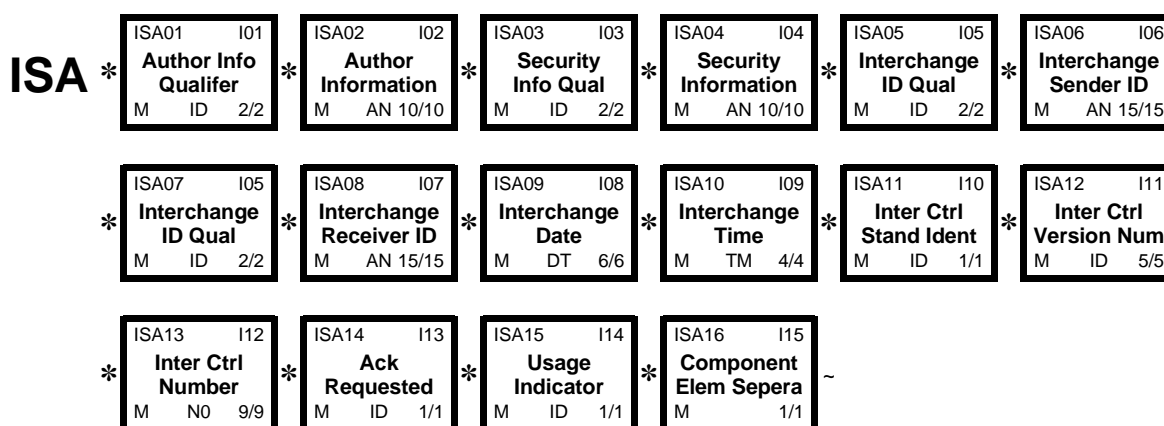 ISA01 I01 ISA02 I02 ISA03 I03 ISA04 I04 ISA05 I05 ISA06 I06
ISA * Author Info * Author * Security * Security * Interchange * Interchange
Qualifer Information Info Qual Information ID Qual Sender ID
M ID 2/2 M AN 10/10 M ID 2/2 M AN 10/10 M ID 2/2 M AN 15/15
ISA07 I05 ISA08 I07 ISA09 I08 ISA10 I09 ISA11 I10 ISA12 I11
* Interchange * Interchange * Interchange * Interchange * Inter Ctrl * Inter Ctrl
ID Qual Receiver ID Date Time Stand Ident Version Num
M ID 2/2 M AN 15/15 M DT 6/6 M TM 4/4 M ID 1/1 M ID 5/5
ISA13 I12 ISA14 I13 ISA15 I14 ISA16 I15
* Inter Ctrl * Ack * Usage * Component ~
Number Requested Indicator Elem Sepera
M N0 9/9 M ID 1/1 M ID 1/1 M 1/1